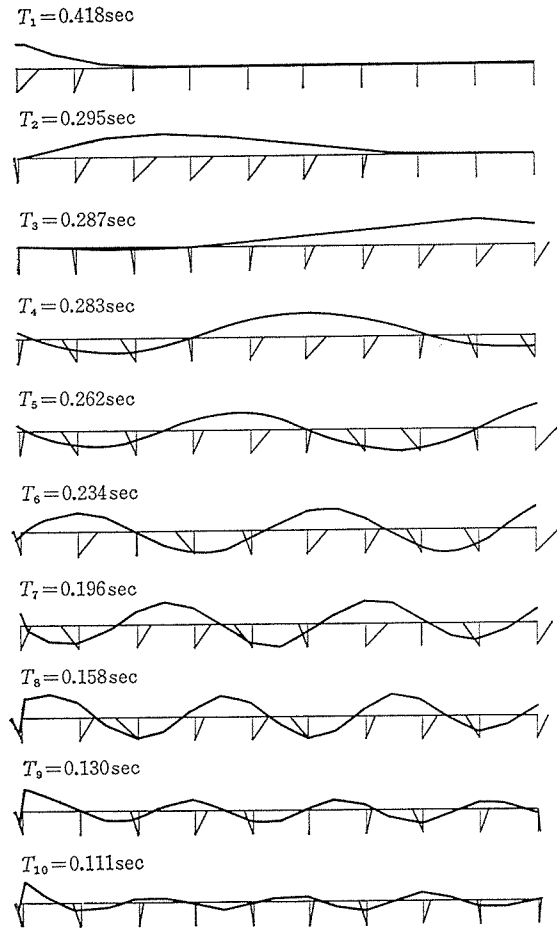 T₁=0.418sec
T₂=0.295sec
T₃=0.287sec
T₄=0.283sec
T₅=0.262sec
T₆=0.234sec
T₇=0.196sec
T₈=0.158sec
T₉=0.130sec
T₁₀=0.111sec